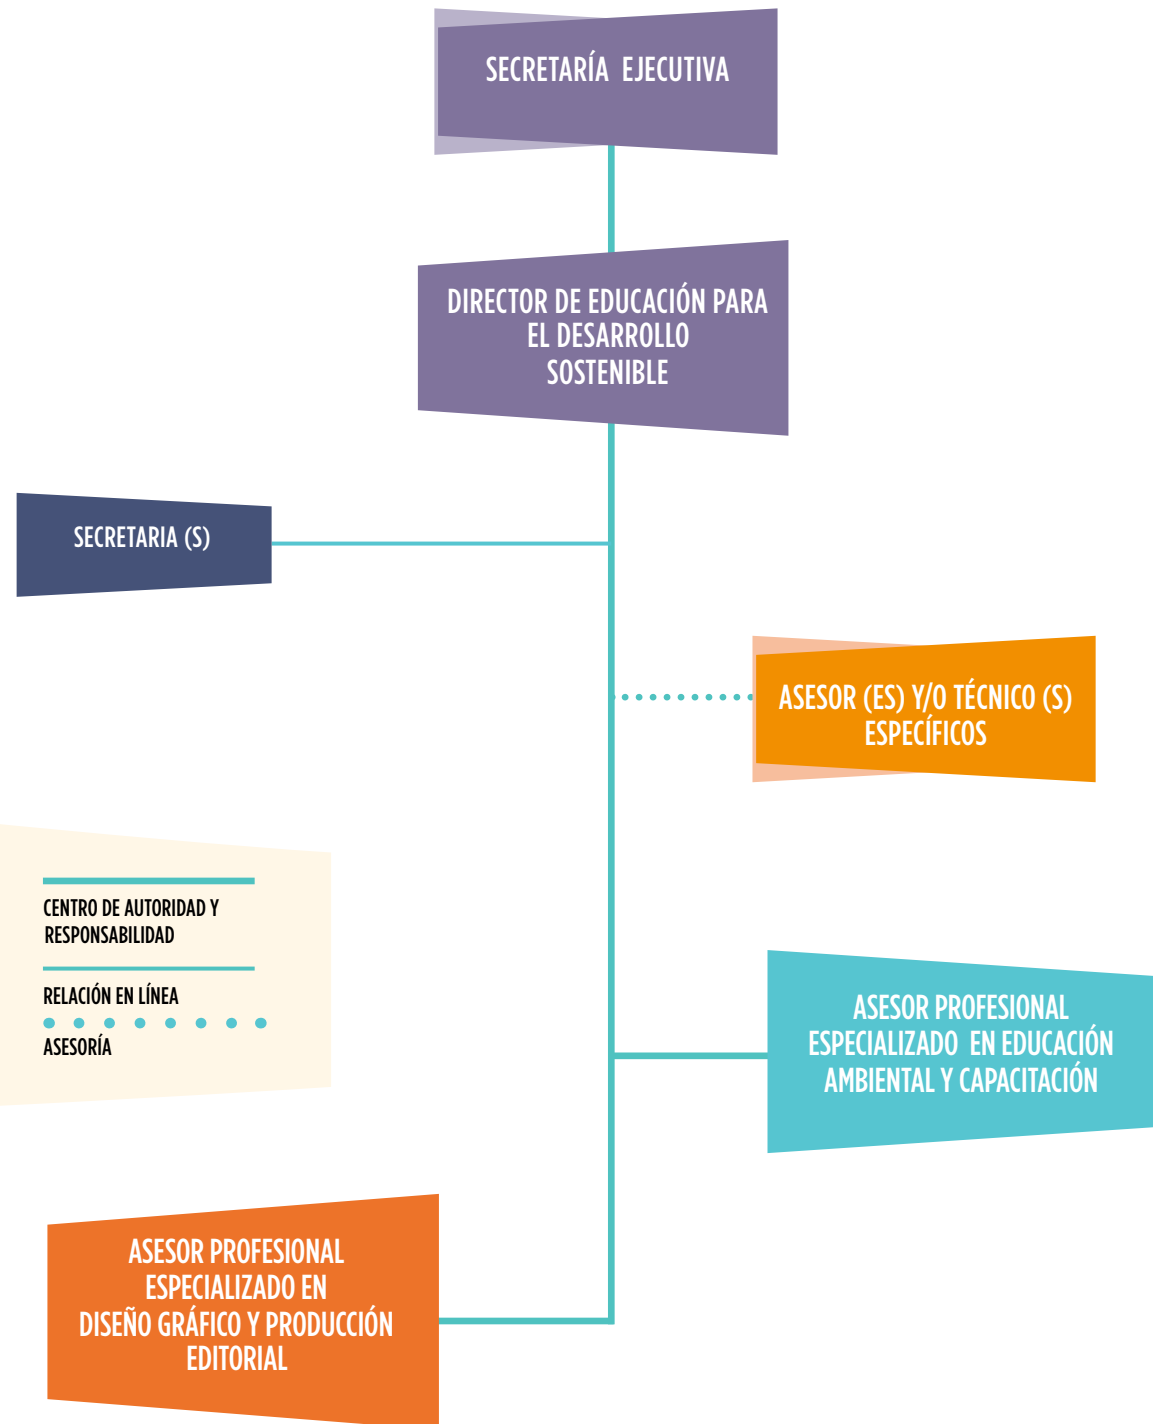 SECRETARÍA EJECUTIVA
DIRECTOR DE EDUCACIÓN PARA
EL DESARROLLO
SOSTENIBLE
SECRETARIA (S)
ASESOR (ES) Y/O TÉCNICO (S)
ESPECÍFICOS
CENTRO DE AUTORIDAD Y
RESPONSABILIDAD
RELACIÓN EN LÍNEA
ASESORÍA
ASESOR PROFESIONAL
ESPECIALIZADO EN EDUCACIÓN
AMBIENTAL Y CAPACITACIÓN
ASESOR PROFESIONAL
ESPECIALIZADO EN
DISEÑO GRÁFICO Y PRODUCCIÓN
EDITORIAL